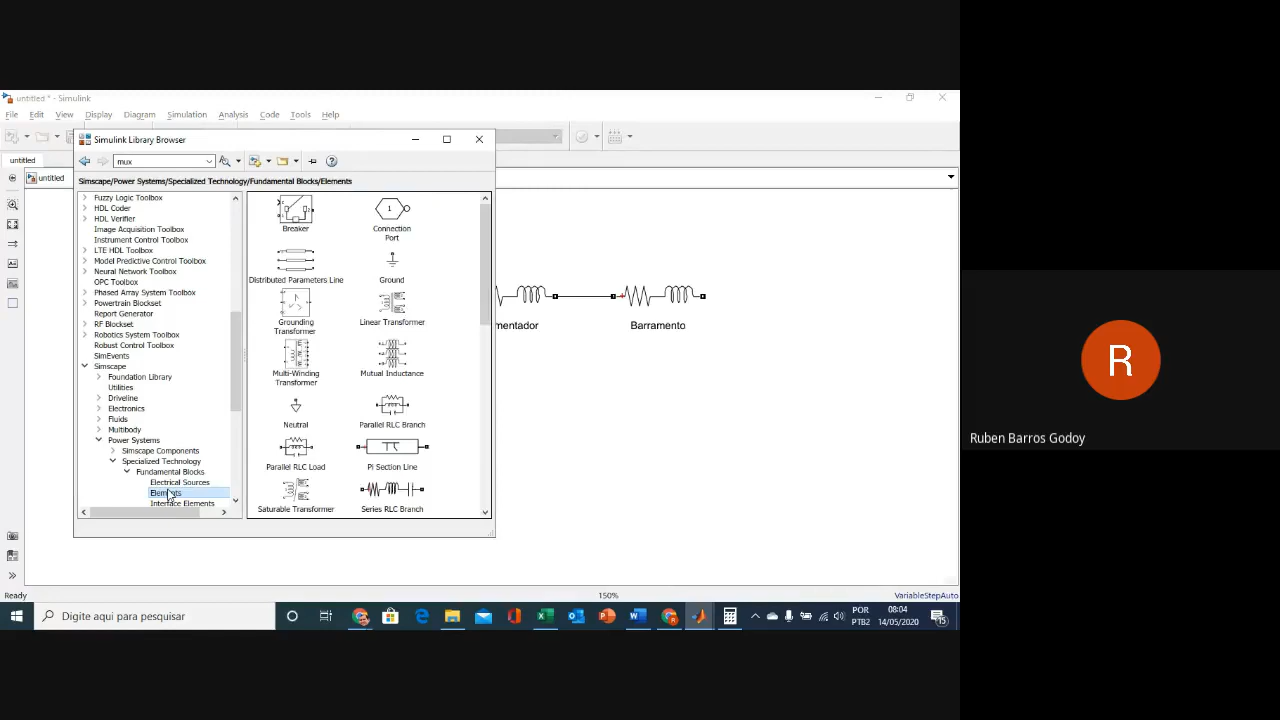 untitled * - Simulink
File Edit View Display Diagram Simulation Analysis Code Tools Help
untitled
untitled
Simulink Library Browser
mux
Simscape/Power Systems/Specialized Technology/Fundamental Blocks/Elements
Fuzzy Logic Toolbox
HDL Coder
HDL Verifier
Image Acquisition Toolbox
Instrument Control Toolbox
LTE HDL Toolbox
Model Predictive Control Toolbox
Neural Network Toolbox
OPC Toolbox
Phased Array System Toolbox
Powertrain Blockset
Report Generator
RF Blockset
Robotics System Toolbox
Robust Control Toolbox
SimEvents
Simscape
Foundation Library
Utilities
Driveline
Electronics
Fluids
Multibody
Power Systems
Simscape Components
Specialized Technology
Fundamental Blocks
Electrical Sources
Elements
Interface Elements
Breaker
1
Connection
Port
Distributed Parameters Line
Ground
Grounding
Transformer
Linear Transformer
Multi-Winding
Transformer
Mutual Inductance
Neutral
Parallel RLC Branch
Parallel RLC Load
PI Section Line
Saturable Transformer
Series RLC Branch
mentador
Barramento
Ready
150%
VariableStepAuto
Digite aqui para pesquisar
POR
PTB2
08:04
14/05/2020
15
R
Ruben Barros Godoy